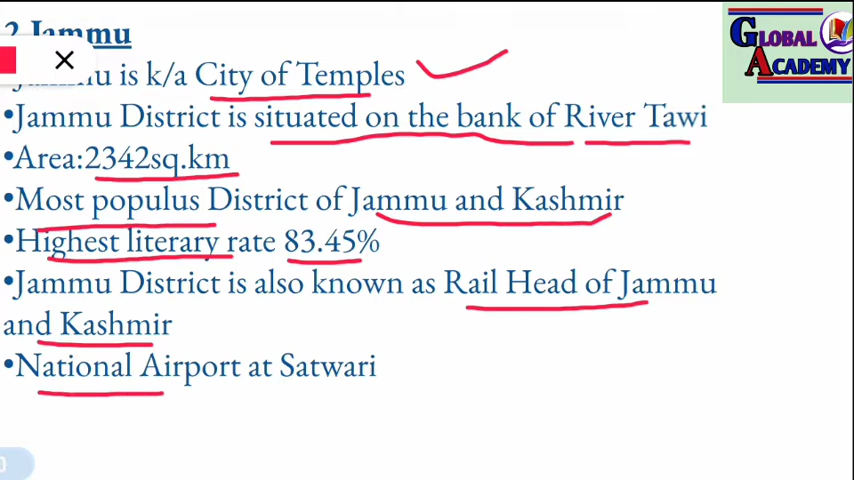 2 Jammu
GLOBAL
ACADEMY
Jammu is k/a City of Temples
•Jammu District is situated on the bank of River Tawi
•Area:2342sq.km
•Most populus District of Jammu and Kashmir
•Highest literary rate 83.45%
•Jammu District is also known as Rail Head of Jammu
and Kashmir
•National Airport at Satwari